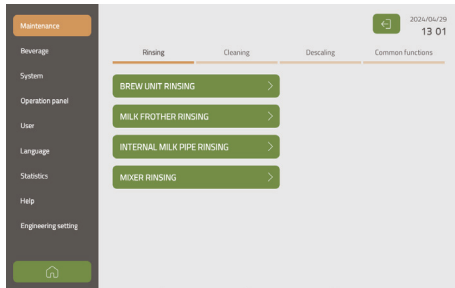 Maintenance
Beverage
System
Operation panel
User
Language
Statistics
Help
Engineering setting
2024/04/29
13 01
Rinsing Cleaning Descaling Common functions
BREW UNIT RINSING
MILK FROTHER RINSING
INTERNAL MILK PIPE RINSING
MIXER RINSING